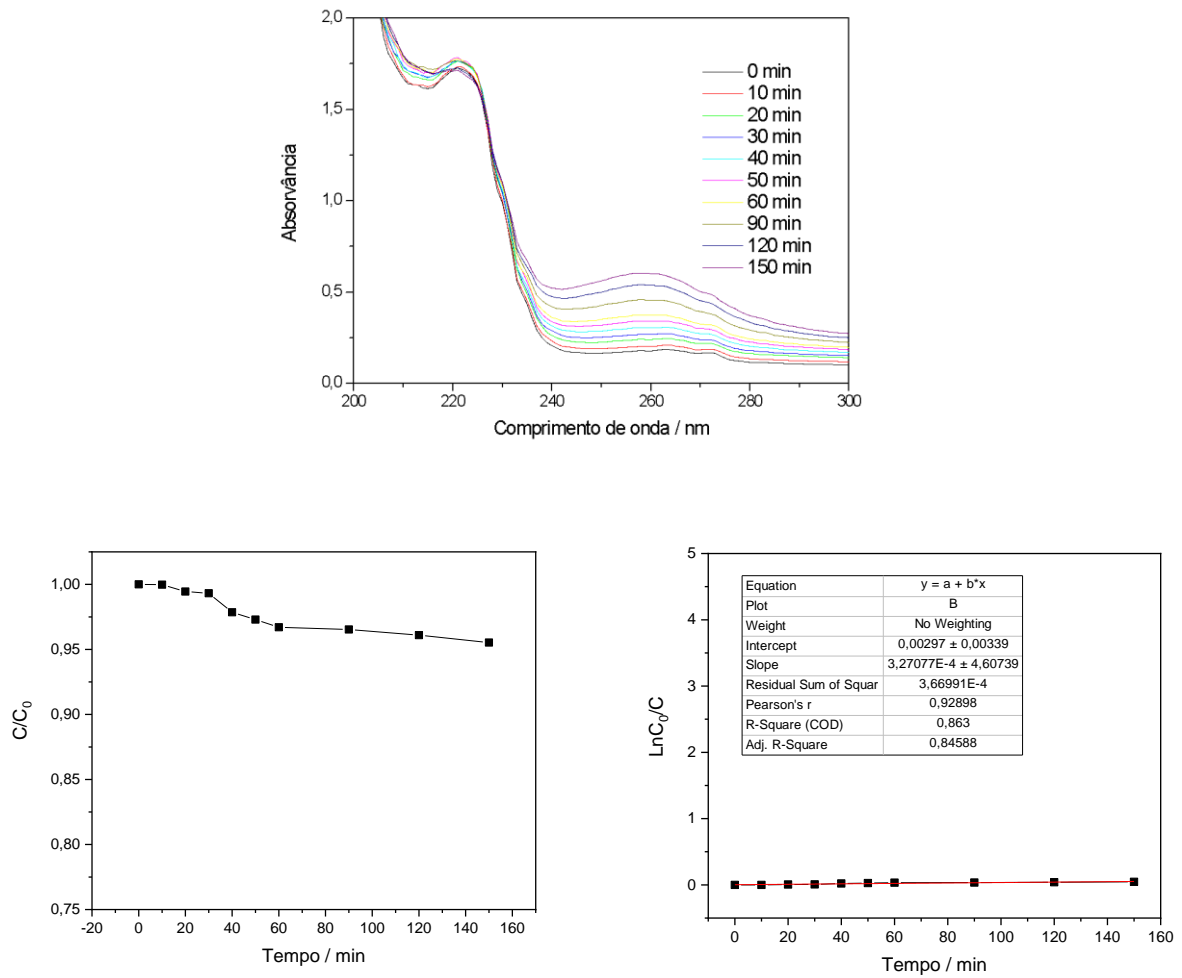 2,0
1,5
1,0
0,5
0,0
Absorvância
0 min
10 min
20 min
30 min
40 min
50 min
60 min
90 min
120 min
150 min
200 220 240 260 280 300
Comprimento de onda / nm
1,00
0,95
0,90
0,85
0,80
0,75
C/C₀
-20 0 20 40 60 80 100 120 140 160
Tempo / min
5
4
3
2
1
0
LnC₀/C
Equation y = a + b*x
Plot B
Weight No Weighting
Intercept 0,00297 ± 0,00339
Slope 3,27077E-4 ± 4,60739
Residual Sum of Squar 3,66991E-4
Pearson's r 0,92898
R-Square (COD) 0,863
Adj. R-Square 0,84588
0 20 40 60 80 100 120 140 160
Tempo / min